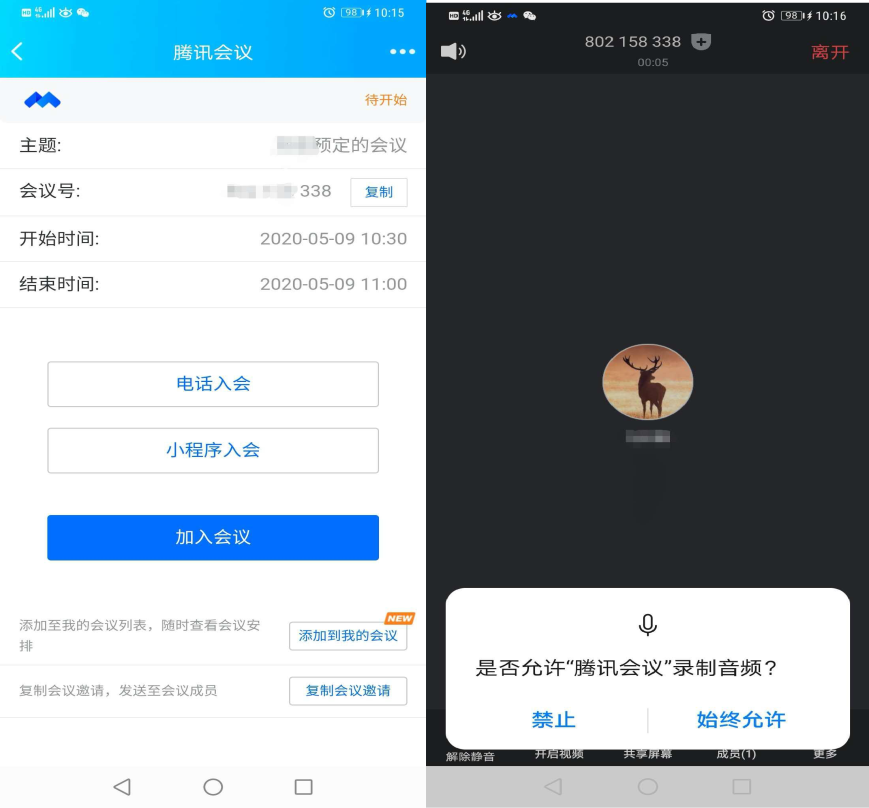 HD 4G 98 10:15
腾讯会议
待开始
主题: 预定的会议
会议号: 338 复制
开始时间: 2020-05-09 10:30
结束时间: 2020-05-09 11:00
电话入会
小程序入会
加入会议
添加至我的会议列表，随时查看会议安
排
NEW
添加到我的会议
复制会议邀请，发送至会议成员
复制会议邀请
HD 4G 98 10:16
802 158 338
00:05
离开
是否允许“腾讯会议”录制音频？
禁止 始终允许
解除静音 开启视频 共享屏幕 成员(1) 更多